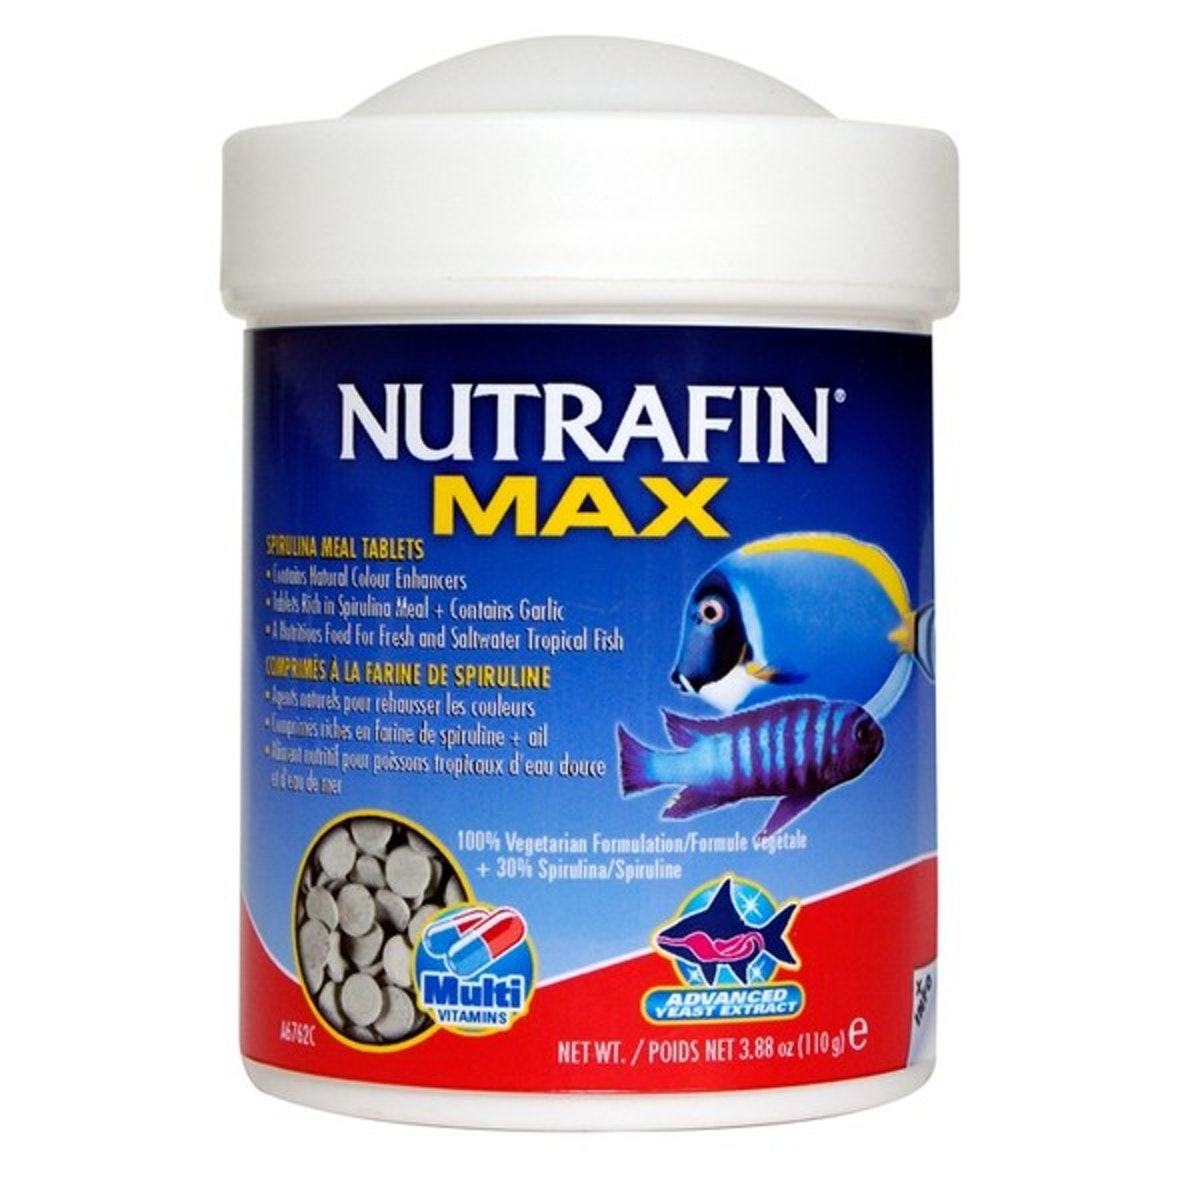 NUTRAFIN®
MAX
SPIRULINA MEAL TABLETS
• Contains Natural Colour Enhancers
• Tablets Rich in Spirulina Meal + Contains Garlic
• A Nutritious Food For Fresh and Saltwater Tropical Fish
COMPRIMÉS À LA FARINE DE SPIRULINE
• Agents naturels pour rehausser les couleurs
• Comprimés riches en farine de spiruline + ail
• Aliment nutritif pour poissons tropicaux d'eau douce
et d'eau de mer
100% Vegetarian Formulation/Formule végétale
+ 30% Spirulina/Spiruline
Multi
VITAMINS
ADVANCED
YEAST EXTRACT
A6762C
NET WT. / POIDS NET 3.88 oz (110 g) e